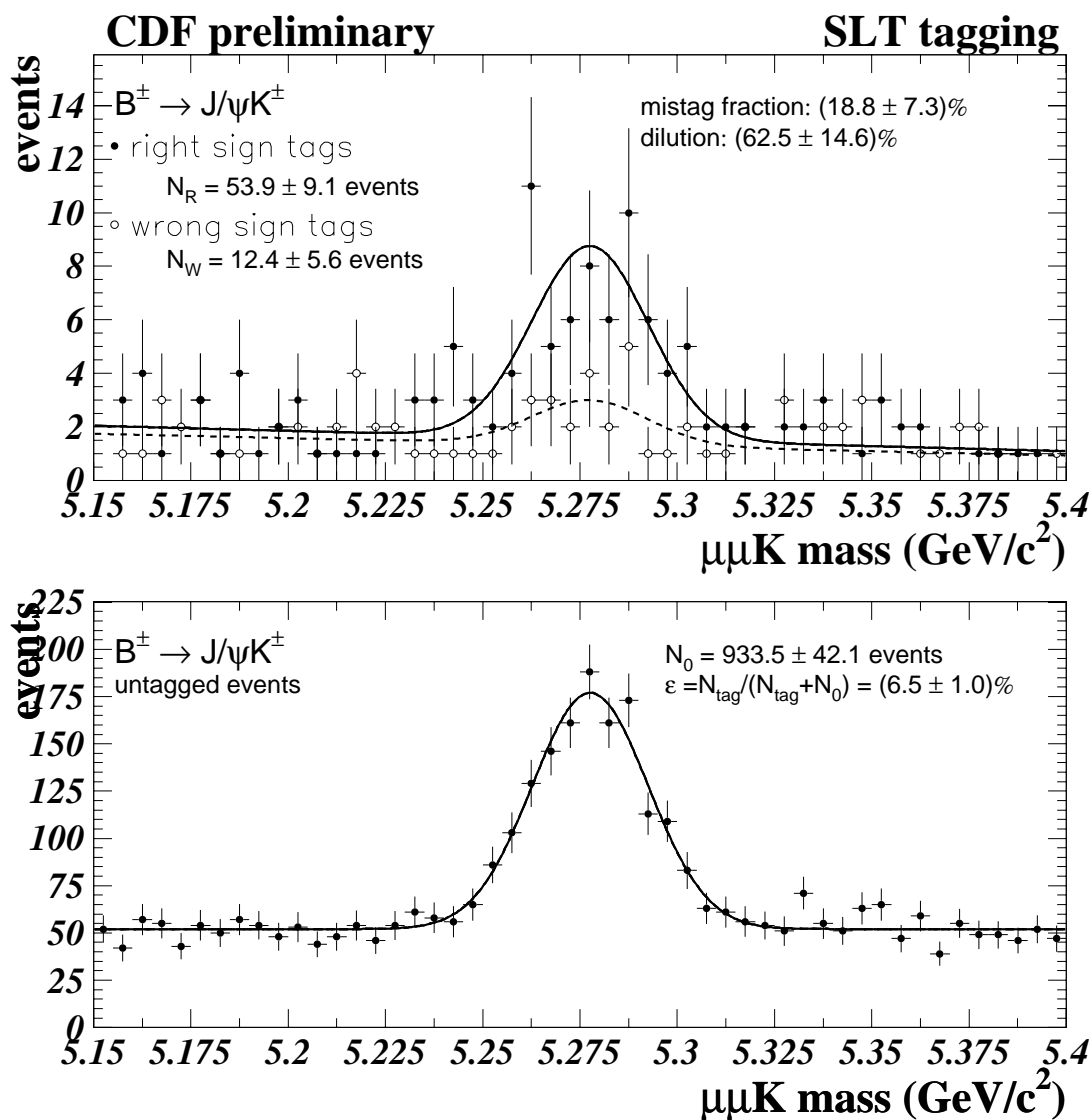 CDF preliminary SLT tagging
events
B± → J/ψK±
mistag fraction: (18.8 ± 7.3)%
dilution: (62.5 ± 14.6)%
• right sign tags
N_R = 53.9 ± 9.1 events
○ wrong sign tags
N_W = 12.4 ± 5.6 events
14
12
10
8
6
4
2
0
5.15 5.175 5.2 5.225 5.25 5.275 5.3 5.325 5.35 5.375 5.4
μμK mass (GeV/c²)
events
B± → J/ψK±
untagged events
N₀ = 933.5 ± 42.1 events
ε =N_tag/(N_tag+N₀) = (6.5 ± 1.0)%
225
200
175
150
125
100
75
50
25
0
5.15 5.175 5.2 5.225 5.25 5.275 5.3 5.325 5.35 5.375 5.4
μμK mass (GeV/c²)